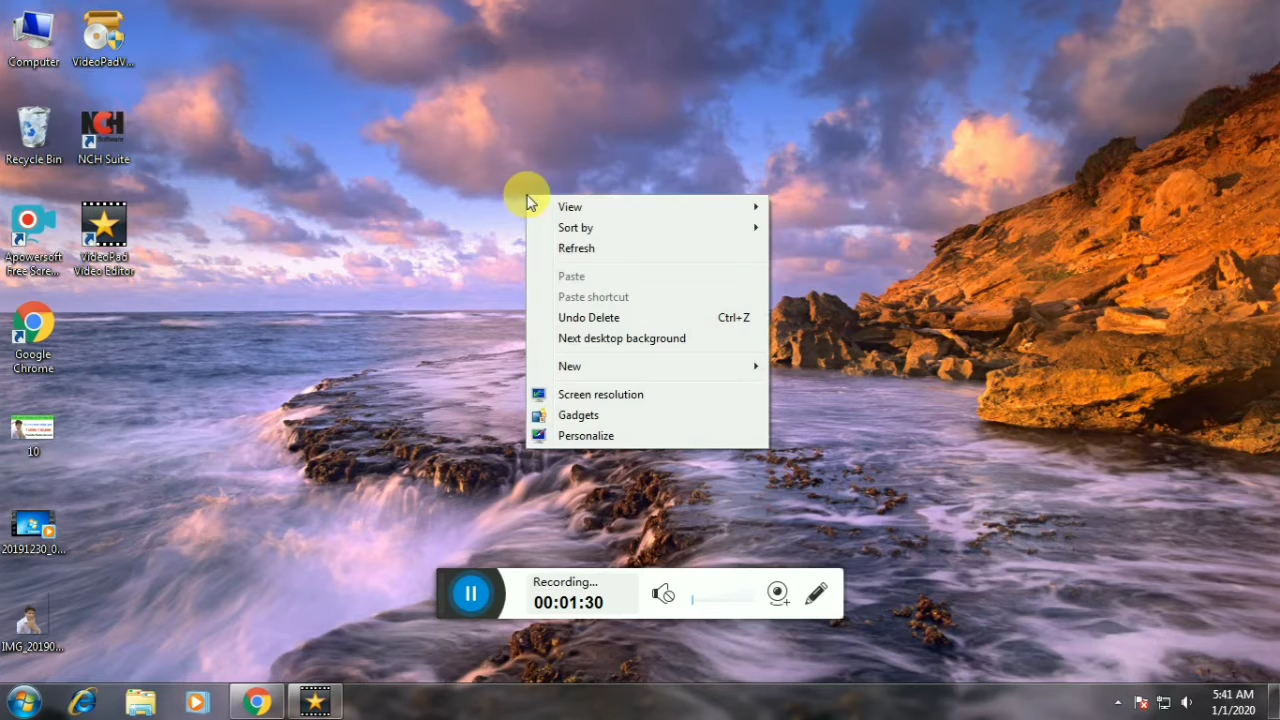 Computer
VideoPadV...
Recycle Bin
NCH
NCH Suite
Apowersoft
Free Scre...
VideoPad
Video Editor
Google
Chrome
10
20191230_0...
IMG_20190...
View
Sort by
Refresh
Paste
Paste shortcut
Undo Delete Ctrl+Z
Next desktop background
New
Screen resolution
Gadgets
Personalize
Recording...
00:01:30
5:41 AM
1/1/2020